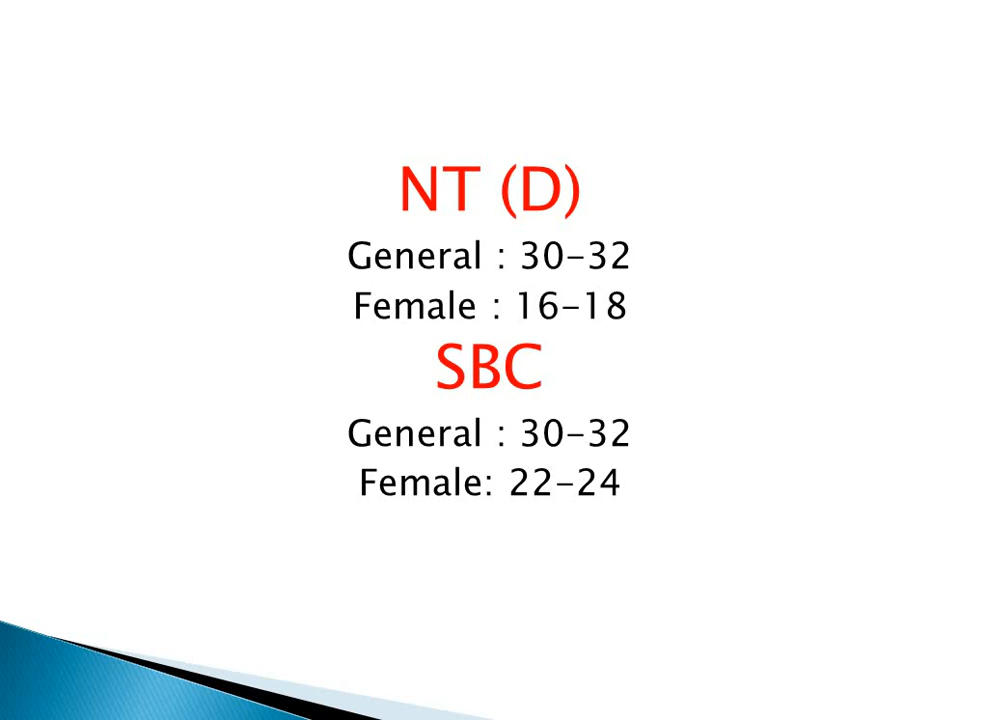 NT (D)
General : 30-32
Female : 16-18
SBC
General : 30-32
Female: 22-24